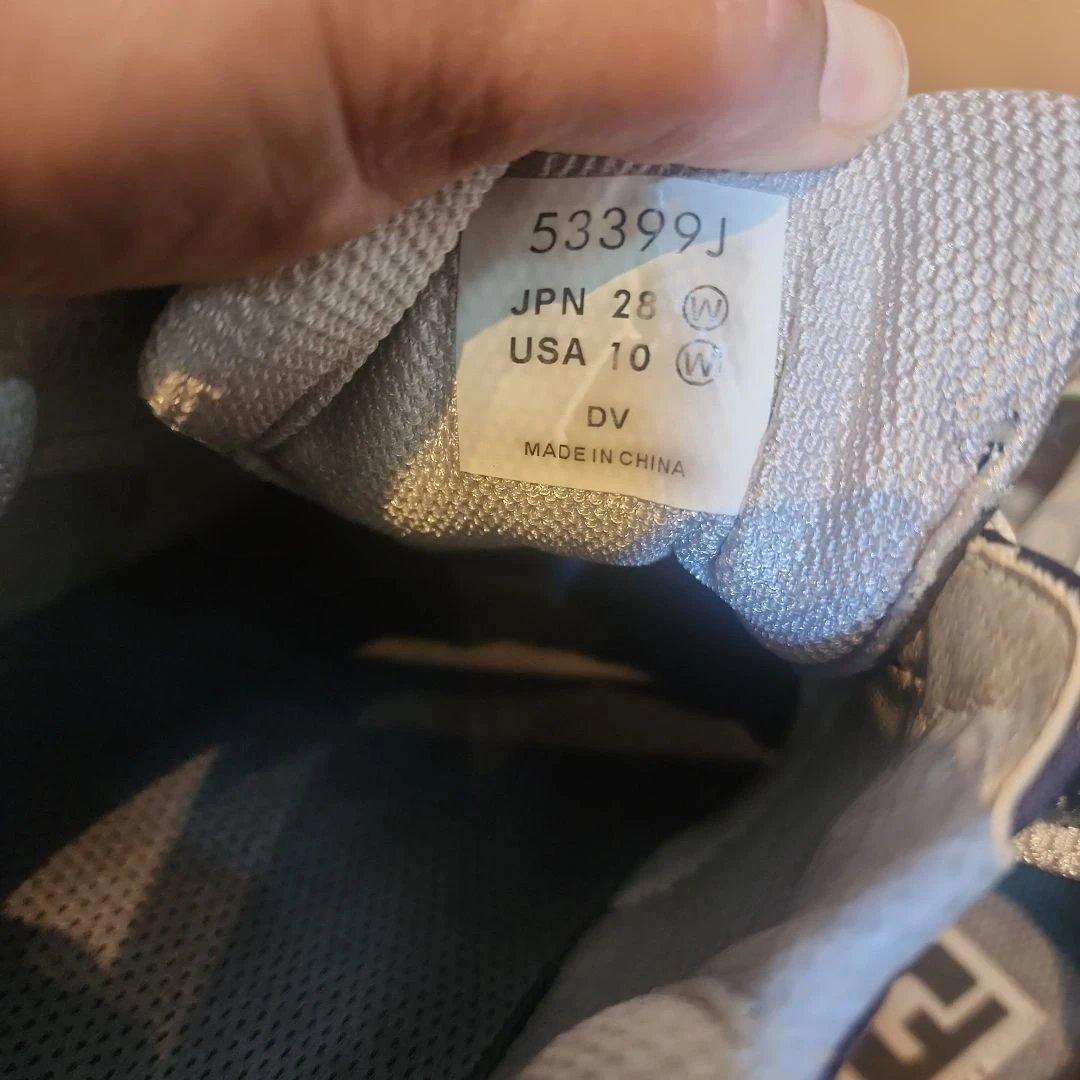 53399J
JPN 28 Ⓦ
USA 10 Ⓦ
DV
MADE IN CHINA